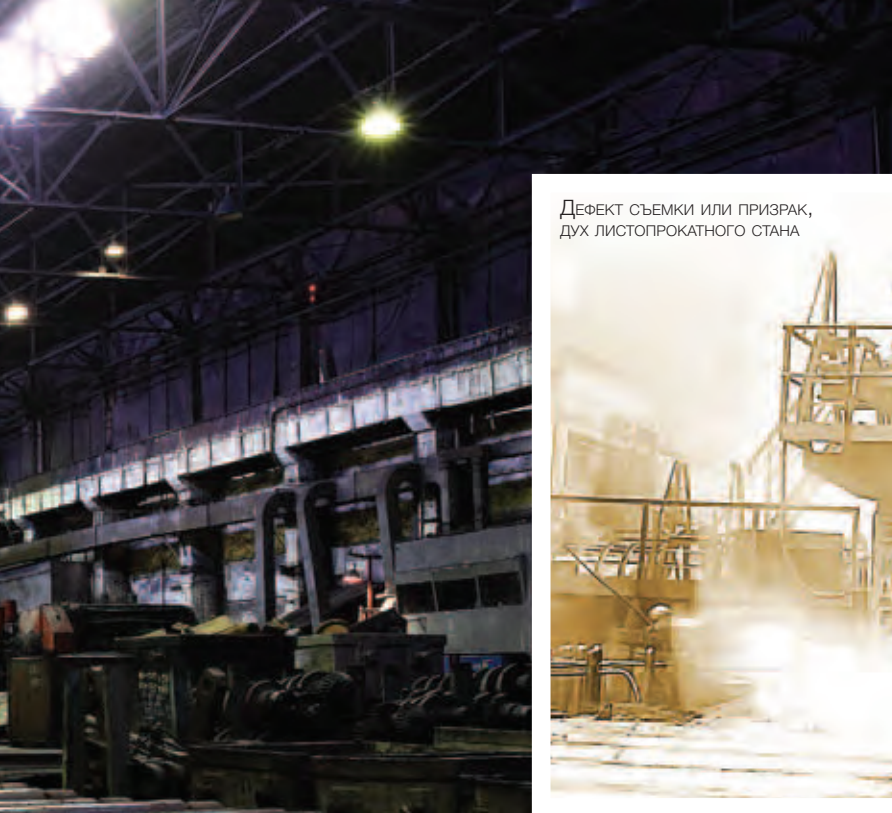 Дефект съемки или призрак,
дух листопрокатного стана